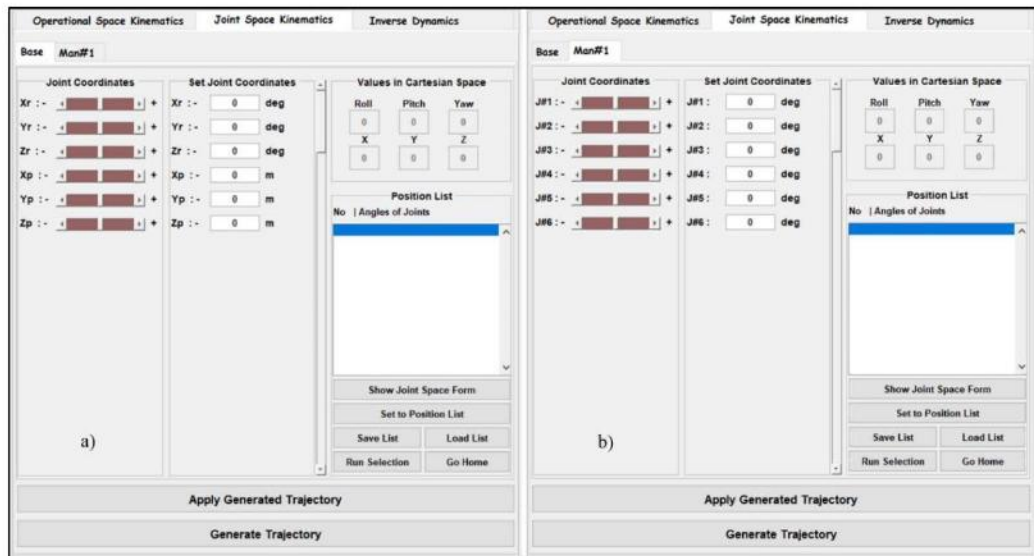 Operational Space Kinematics Joint Space Kinematics Inverse Dynamics
Base Man#1
Joint Coordinates
Xr : - +
Yr : - +
Zr : - +
Xp : - +
Yp : - +
Zp : - +
Set Joint Coordinates
Xr : - 0 deg
Yr : - 0 deg
Zr : - 0 deg
Xp : - 0 m
Yp : - 0 m
Zp : - 0 m
Values in Cartesian Space
Roll Pitch Yaw
0 0 0
X Y Z
0 0 0
Position List
No | Angles of Joints
Show Joint Space Form
Set to Position List
Save List Load List
Run Selection Go Home
a)
Apply Generated Trajectory
Generate Trajectory
Operational Space Kinematics Joint Space Kinematics Inverse Dynamics
Base Man#1
Joint Coordinates
J#1 : - +
J#2 : - +
J#3 : - +
J#4 : - +
J#5 : - +
J#6 : - +
Set Joint Coordinates
J#1 : 0 deg
J#2 : 0 deg
J#3 : 0 deg
J#4 : 0 deg
J#5 : 0 deg
J#6 : 0 deg
Values in Cartesian Space
Roll Pitch Yaw
0 0 0
X Y Z
0 0 0
Position List
No | Angles of Joints
Show Joint Space Form
Set to Position List
Save List Load List
Run Selection Go Home
b)
Apply Generated Trajectory
Generate Trajectory